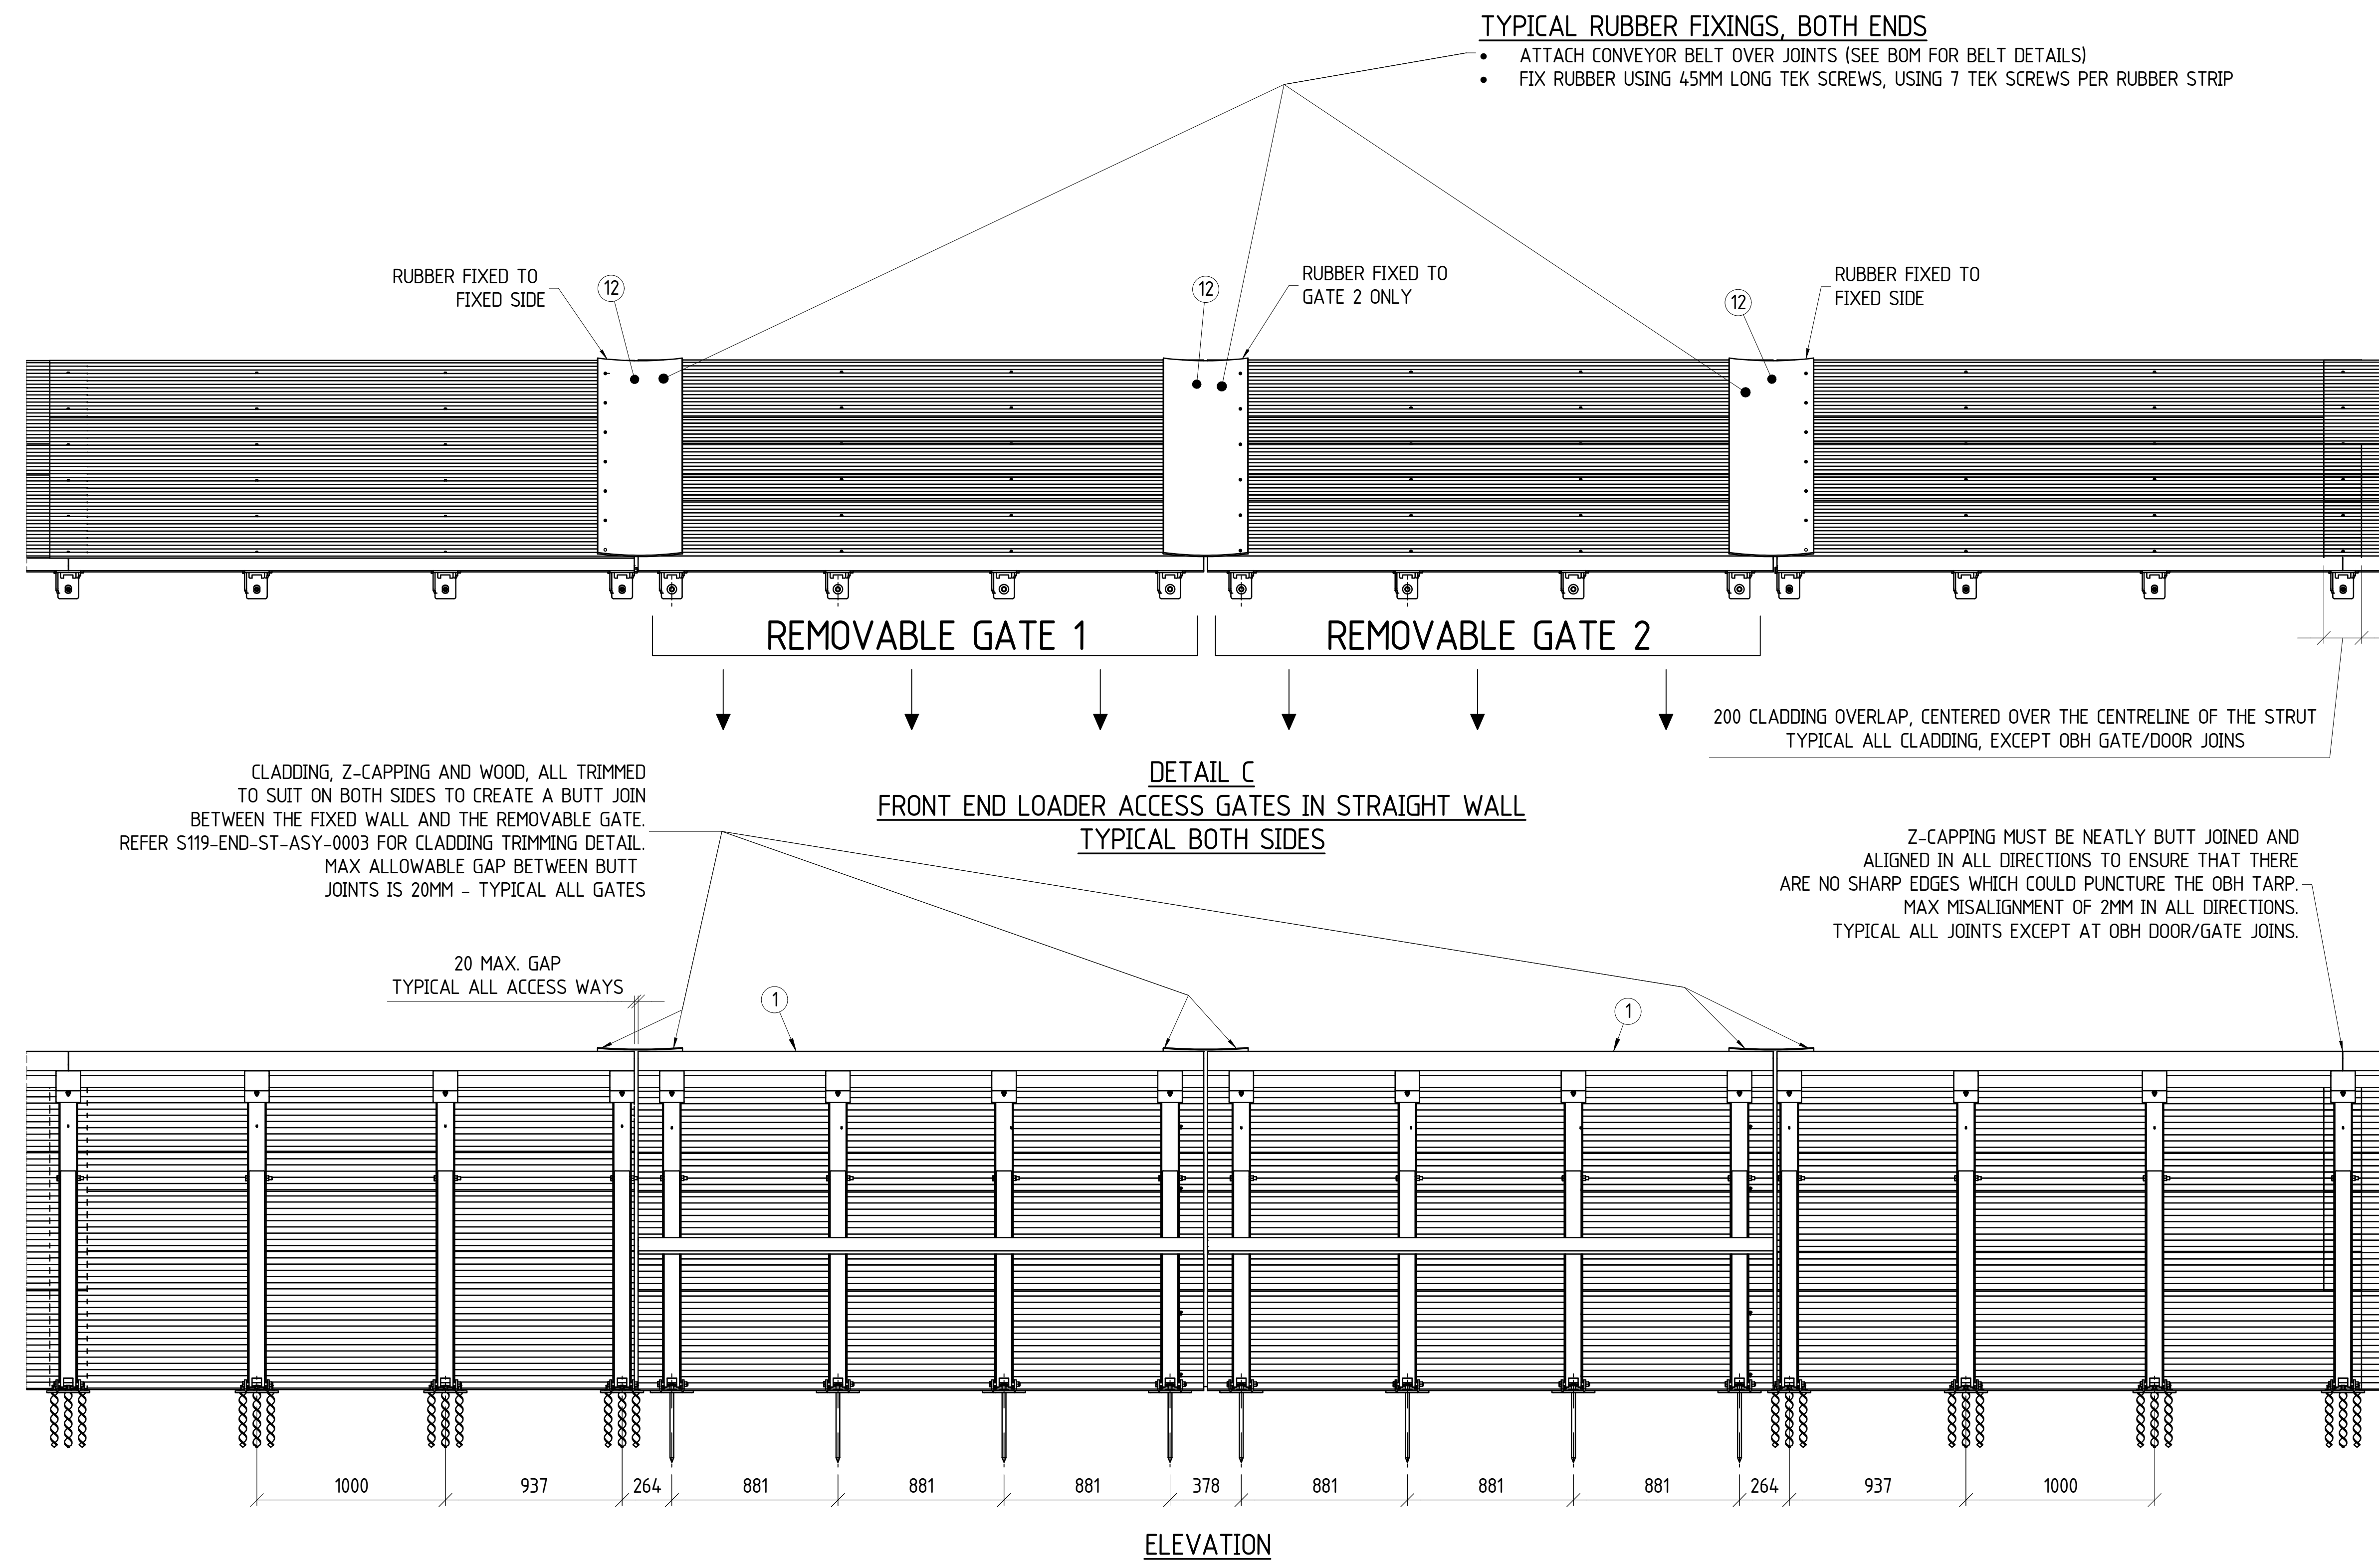 TYPICAL RUBBER FIXINGS, BOTH ENDS
• ATTACH CONVEYOR BELT OVER JOINTS (SEE BOM FOR BELT DETAILS)
• FIX RUBBER USING 45MM LONG TEK SCREWS, USING 7 TEK SCREWS PER RUBBER STRIP
RUBBER FIXED TO
FIXED SIDE
12
12
RUBBER FIXED TO
GATE 2 ONLY
12
RUBBER FIXED TO
FIXED SIDE
REMOVABLE GATE 1
REMOVABLE GATE 2
200 CLADDING OVERLAP, CENTERED OVER THE CENTRELINE OF THE STRUT
TYPICAL ALL CLADDING, EXCEPT OBH GATE/DOOR JOINS
DETAIL C
FRONT END LOADER ACCESS GATES IN STRAIGHT WALL
TYPICAL BOTH SIDES
CLADDING, Z-CAPPING AND WOOD, ALL TRIMMED
TO SUIT ON BOTH SIDES TO CREATE A BUTT JOIN
BETWEEN THE FIXED WALL AND THE REMOVABLE GATE.
REFER S119-END-ST-ASY-0003 FOR CLADDING TRIMMING DETAIL.
MAX ALLOWABLE GAP BETWEEN BUTT
JOINTS IS 20MM - TYPICAL ALL GATES
Z-CAPPING MUST BE NEATLY BUTT JOINED AND
ALIGNED IN ALL DIRECTIONS TO ENSURE THAT THERE
ARE NO SHARP EDGES WHICH COULD PUNCTURE THE OBH TARP.
MAX MISALIGNMENT OF 2MM IN ALL DIRECTIONS.
TYPICAL ALL JOINTS EXCEPT AT OBH DOOR/GATE JOINS.
20 MAX. GAP
TYPICAL ALL ACCESS WAYS
1
1
1000 937 264 881 881 881 378 881 881 881 264 937 1000
ELEVATION